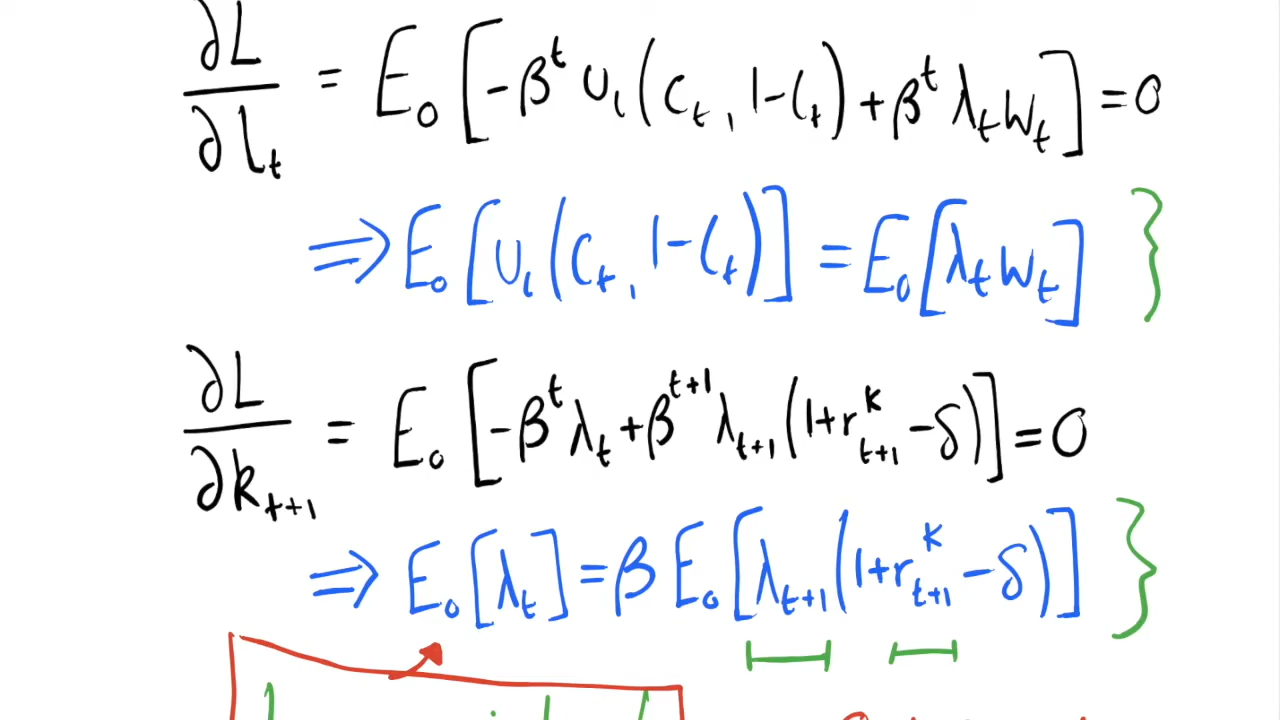 ∂L/∂l_t = E_0 [-β^t u_l(c_t, 1-l_t) + β^t λ_t w_t] = 0
⇒ E_0 [u_l(c_t, 1-l_t)] = E_0 [λ_t w_t] }
∂L/∂k_{t+1} = E_0 [-β^t λ_t + β^{t+1} λ_{t+1} (1+r^k_{t+1} - δ)] = 0
⇒ E_0 [λ_t] = β E_0 [λ_{t+1} (1+r^k_{t+1} - δ)] }